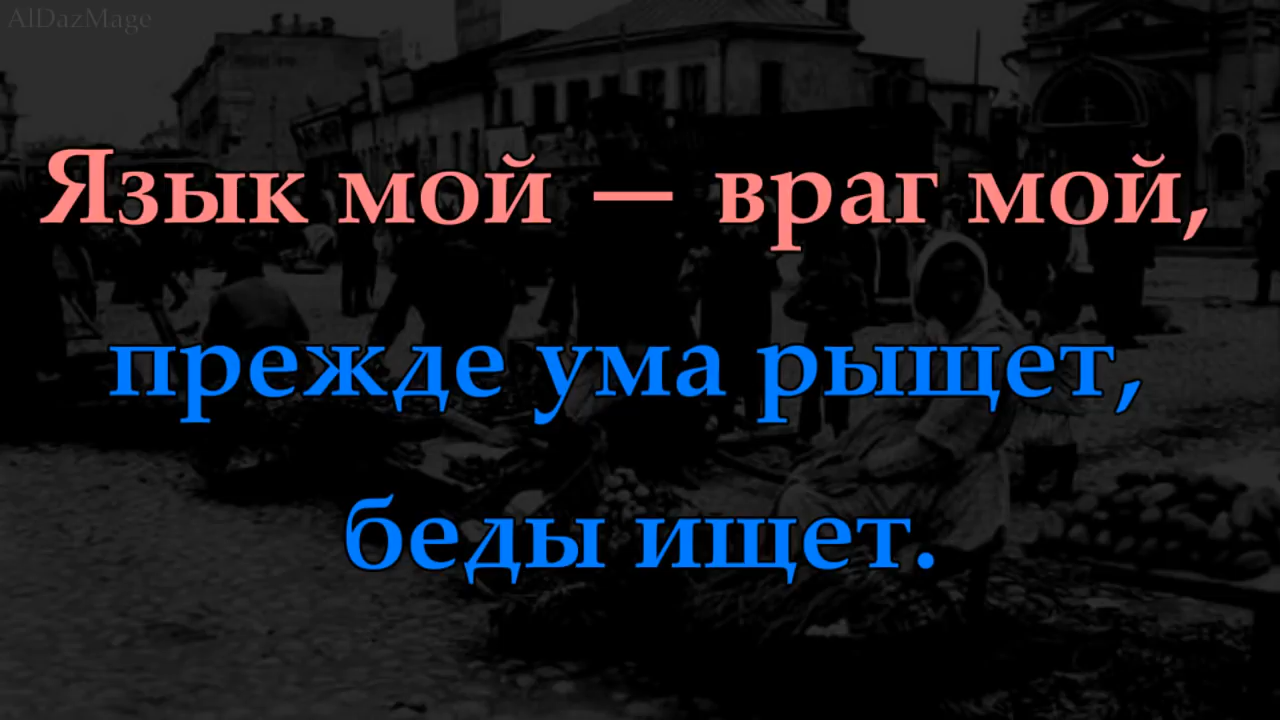 AlDazMage
Язык мой — враг мой,
прежде ума рыщет,
беды ищет.